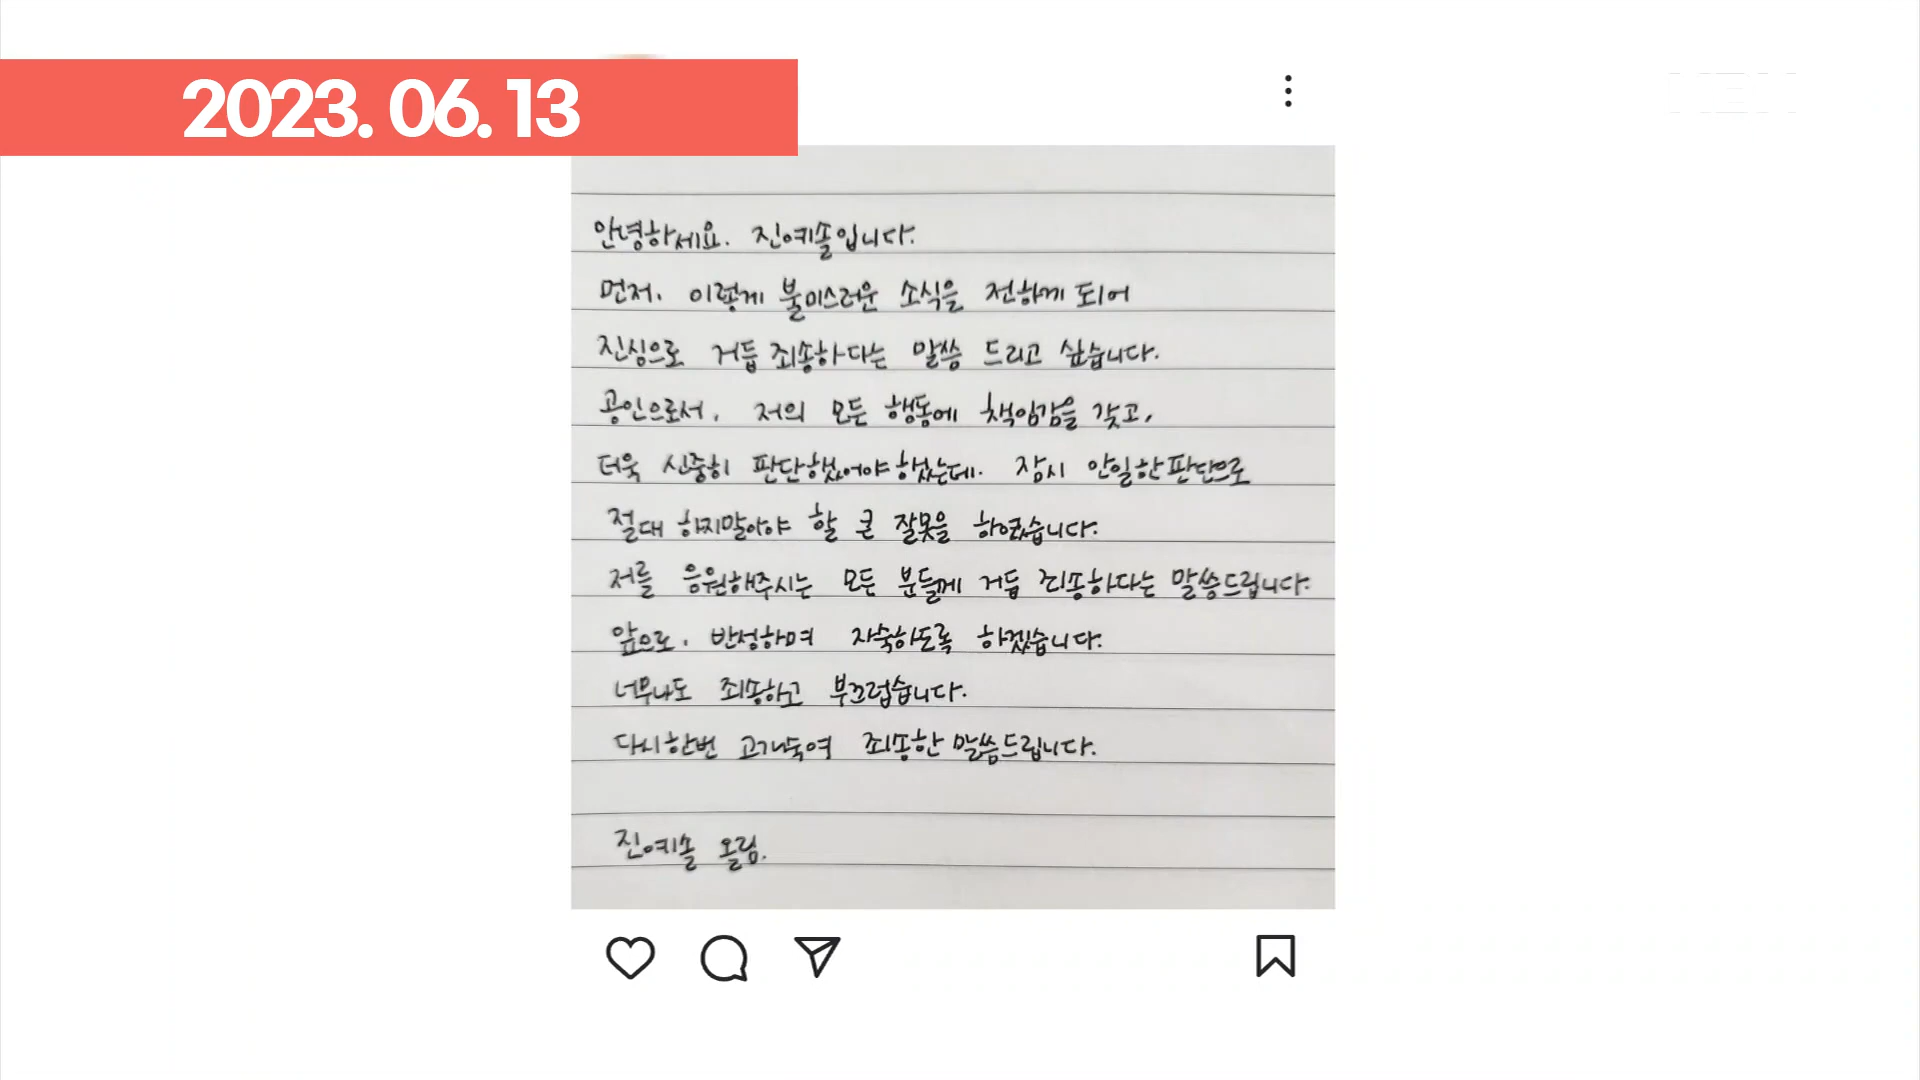 2023. 06. 13
안녕하세요. 진예솔입니다.
먼저, 이렇게 불미스러운 소식을 전하게 되어
진심으로 거듭 죄송하다는 말씀 드리고 싶습니다.
공인으로서, 저의 모든 행동에 책임감을 갖고,
더욱 신중히 판단했어야 했는데. 잠시 안일한 판단으로
절대 하지말아야 할 큰 잘못을 하였습니다.
저를 응원해주시는 모든 분들께 거듭 죄송하다는 말씀드립니다.
앞으로, 반성하며 자숙하도록 하겠습니다.
너무나도 죄송하고 부끄럽습니다.
다시한번 고개숙여 죄송한 말씀드립니다.
진예솔 올림.